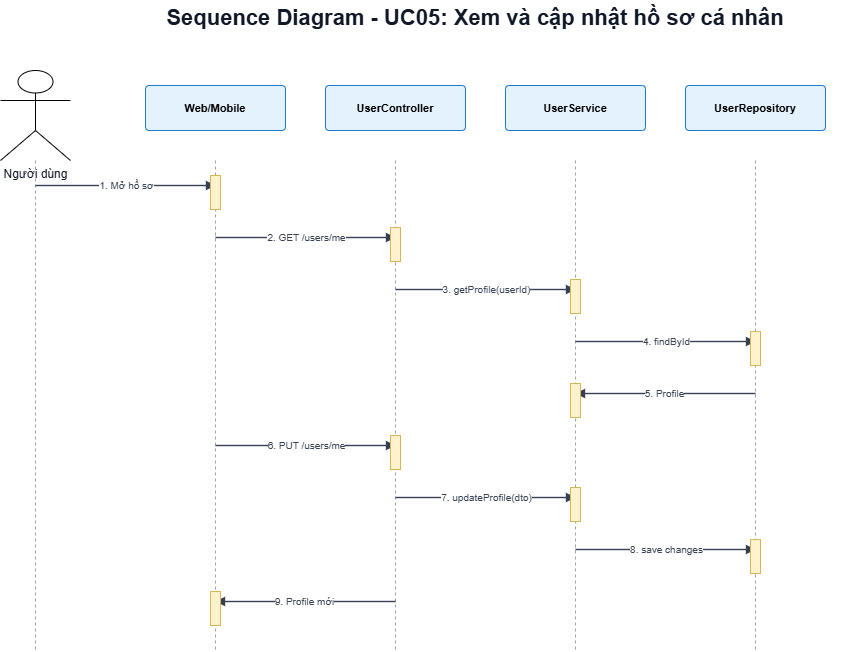 Sequence Diagram - UC05: Xem và cập nhật hồ sơ cá nhân
Web/Mobile
UserController
UserService
UserRepository
Người dùng
1. Mở hồ sơ
2. GET /users/me
3. getProfile(userId)
4. findById
5. Profile
6. PUT /users/me
7. updateProfile(dto)
8. save changes
9. Profile mới